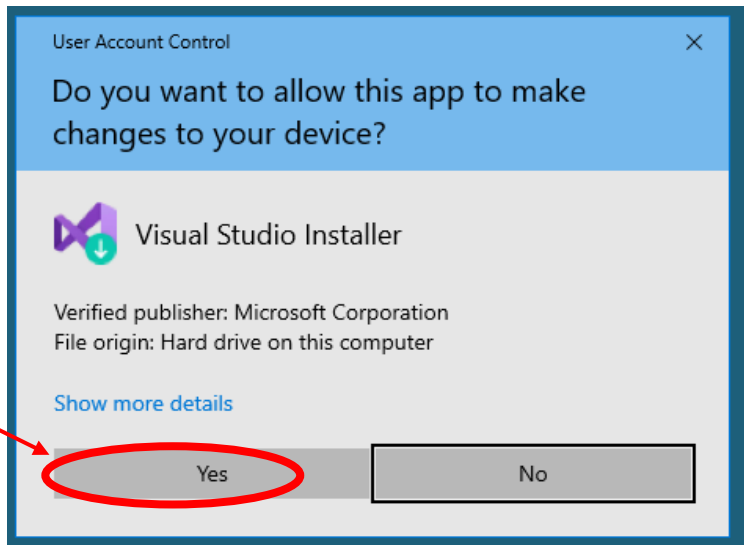 User Account Control
Do you want to allow this app to make
changes to your device?
Visual Studio Installer
Verified publisher: Microsoft Corporation
File origin: Hard drive on this computer
Show more details
Yes
No